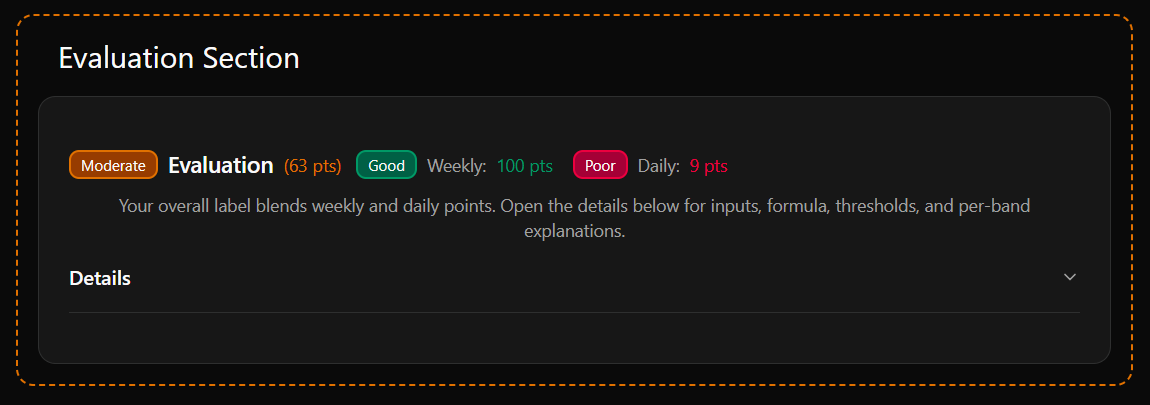 Evaluation Section
Moderate Evaluation (63 pts) Good Weekly: 100 pts Poor Daily: 9 pts
Your overall label blends weekly and daily points. Open the details below for inputs, formula, thresholds, and per-band
explanations.
Details